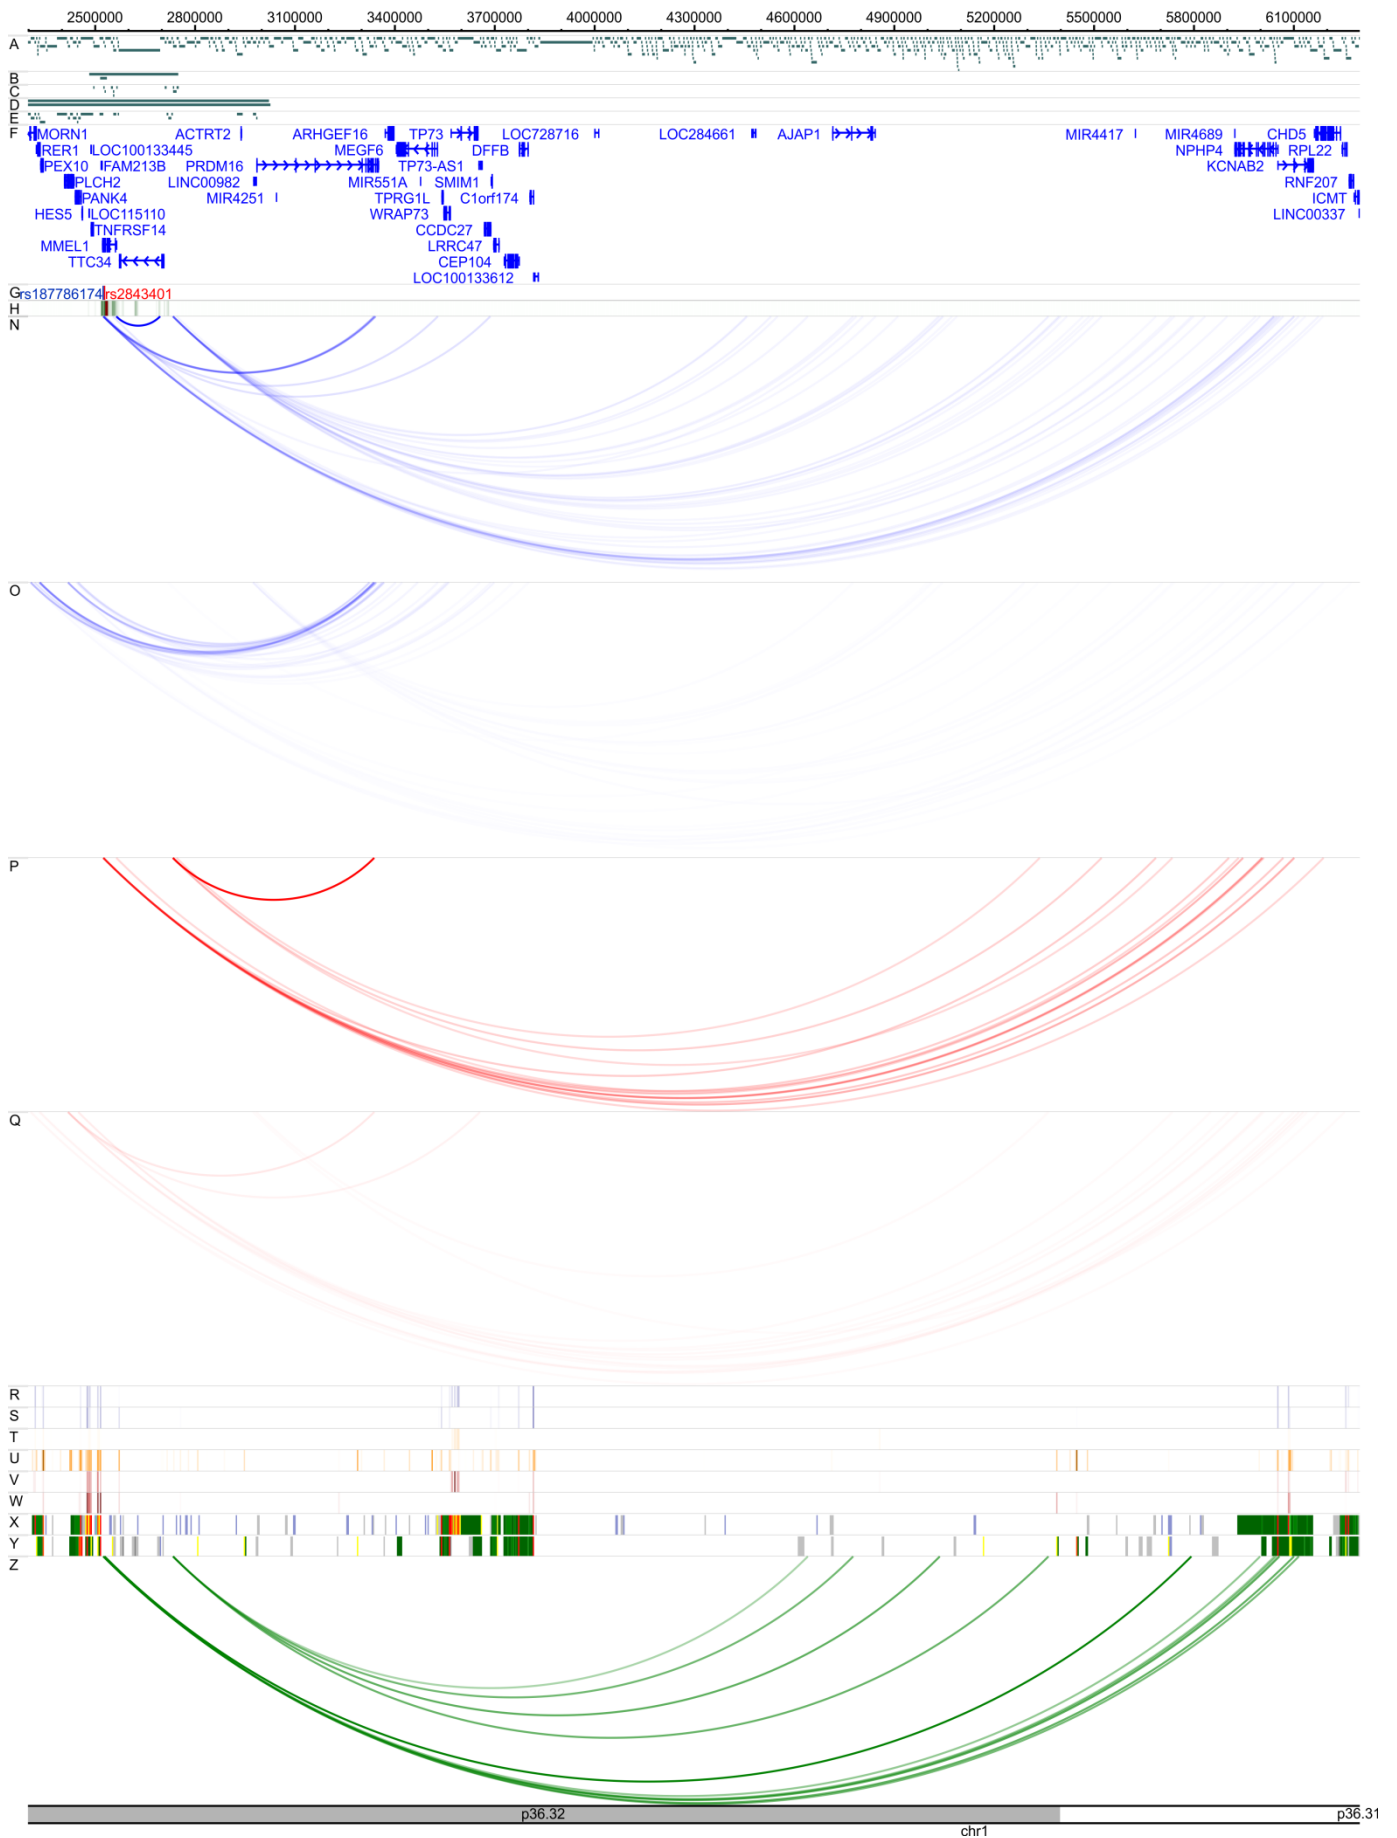 2500000 2800000 3100000 3400000 3700000 4000000 4300000 4600000 4900000 5200000 5500000 5800000 6100000
A
B
C
D
E
F MORN1 ACTRT2 ARHGEF16 TP73 LOC728716 LOC284661 AJAP1 MIR4417 MIR4689 CHD5
RER1 LOC100133445 MEGF6 DFFB NPHP4 RPL22
PEX10 FAM213B PRDM16 TP73-AS1 KCNAB2
PLCH2 LINC00982 MIR551A SMIM1 RNF207
PANK4 MIR4251 TPRG1L C1orf174 ICMT
HES5 LOC115110 WRAP73 LINC00337
TNFRSF14 CCDC27
MMEL1 LRRC47
TTC34 CEP104
LOC100133612
G rs187786174 rs2843401
H
N
O
P
Q
R
S
T
U
V
W
X
Y
Z
p36.32 p36.31
chr1